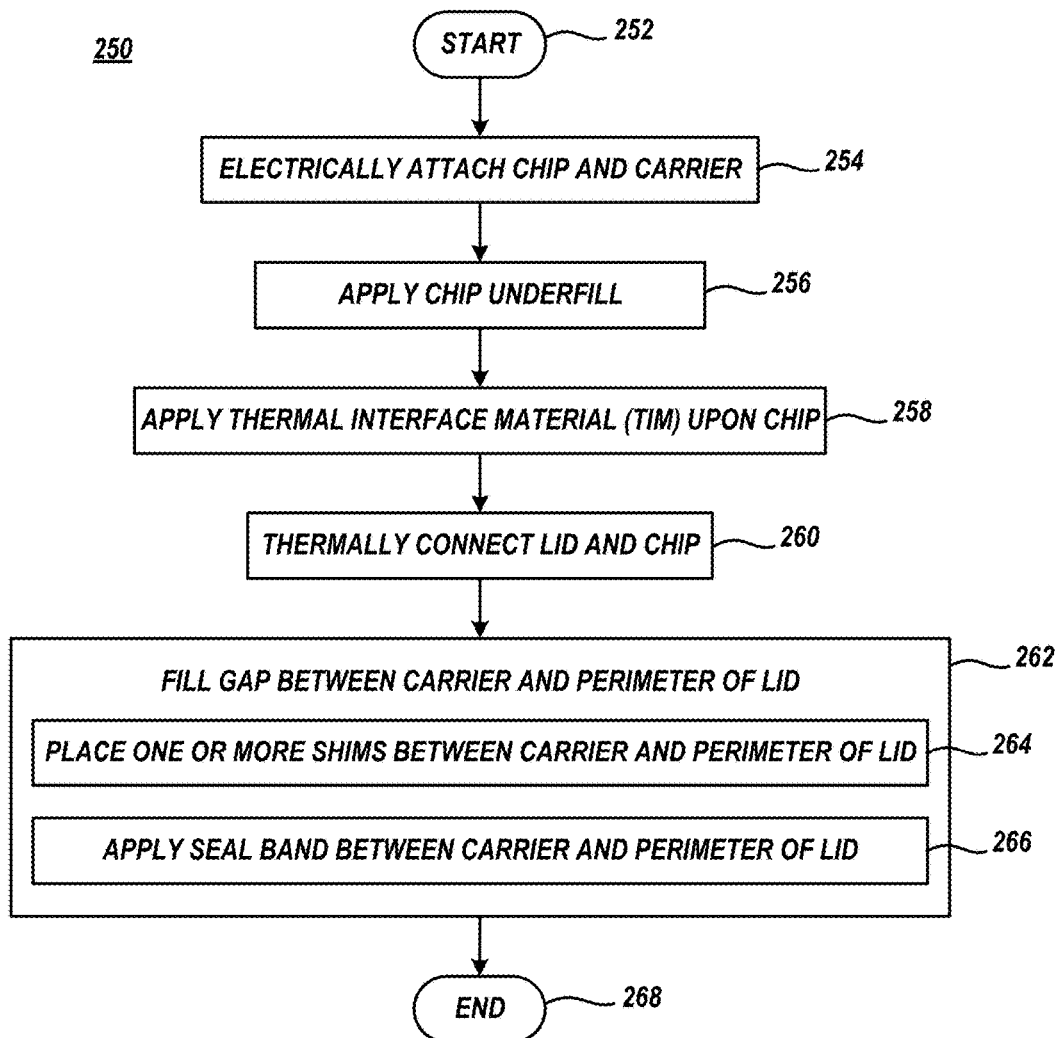 250
START
252
ELECTRICALLY ATTACH CHIP AND CARRIER
254
APPLY CHIP UNDERFILL
256
APPLY THERMAL INTERFACE MATERIAL (TIM) UPON CHIP
258
THERMALLY CONNECT LID AND CHIP
260
FILL GAP BETWEEN CARRIER AND PERIMETER OF LID
262
PLACE ONE OR MORE SHIMS BETWEEN CARRIER AND PERIMETER OF LID
264
APPLY SEAL BAND BETWEEN CARRIER AND PERIMETER OF LID
266
END
268